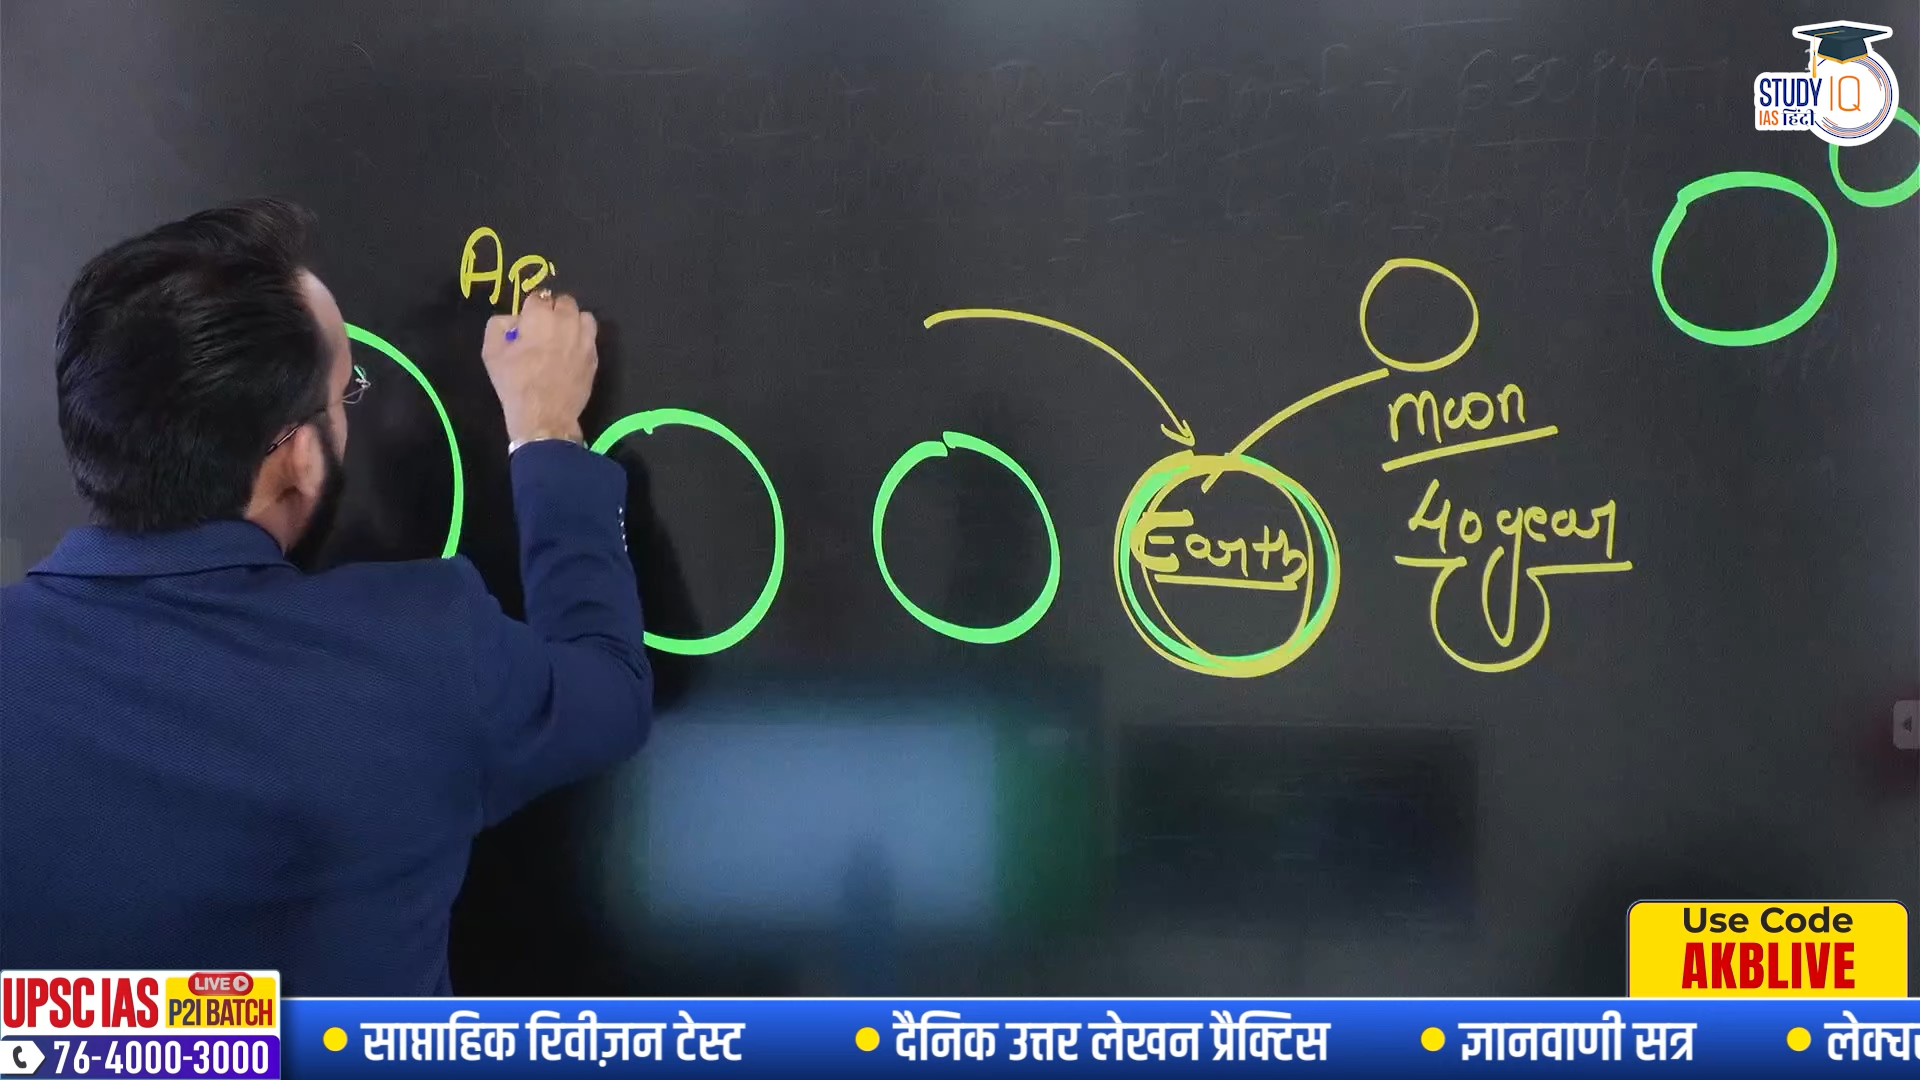 STUDY IQ
IAS हिंदी
Ap
moon
40 year
Earth
Use Code
AKBLIVE
UPSC IAS
LIVE
P2I BATCH
76-4000-3000
साप्ताहिक रिवीज़न टेस्ट
दैनिक उत्तर लेखन प्रैक्टिस
ज्ञानवाणी सत्र